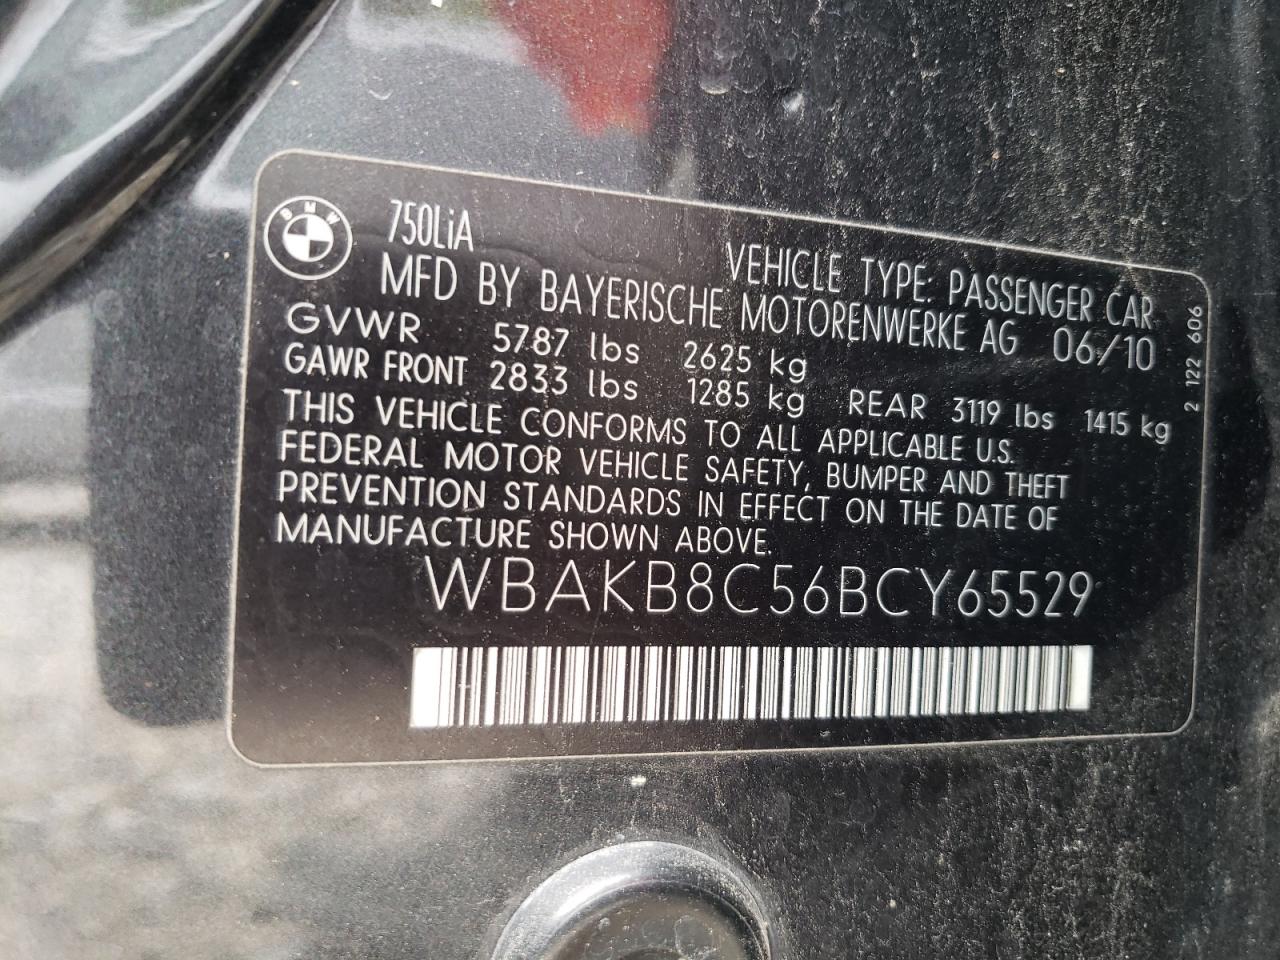 BMW
750LiA
VEHICLE TYPE: PASSENGER CAR
MFD BY BAYERISCHE MOTORENWERKE AG 06/10
GVWR 5787 lbs 2625 kg
GAWR FRONT 2833 lbs 1285 kg REAR 3119 lbs 1415 kg
THIS VEHICLE CONFORMS TO ALL APPLICABLE U.S.
FEDERAL MOTOR VEHICLE SAFETY, BUMPER AND THEFT
PREVENTION STANDARDS IN EFFECT ON THE DATE OF
MANUFACTURE SHOWN ABOVE.
WBAKB8C56BCY65529
2 122 606